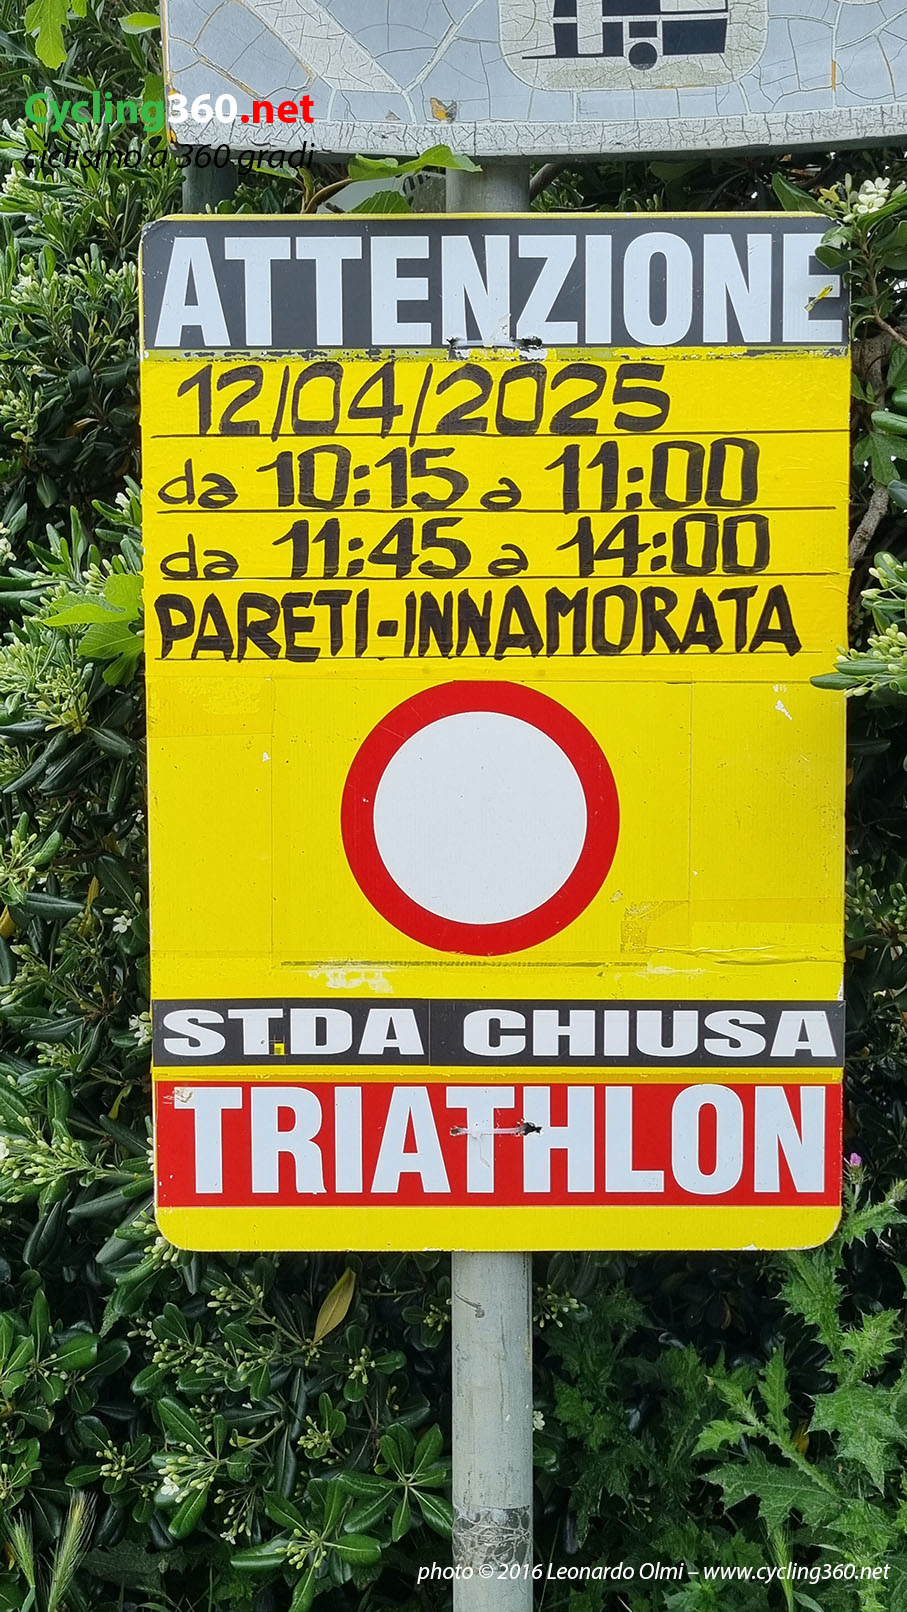 Cycling360.net
ciclismo a 360 gradi
ATTENZIONE
12/04/2025
da 10:15 a 11:00
da 11:45 a 14:00
PARETI-INNAMORATA
ST.DA CHIUSA
TRIATHLON
photo © 2016 Leonardo Olmi – www.cycling360.net